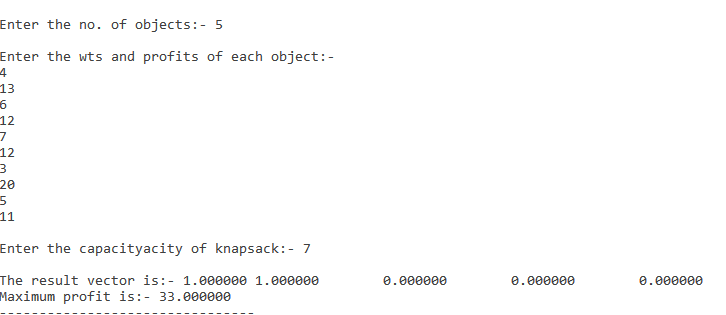 Enter the no. of objects:- 5
Enter the wts and profits of each object:-
4
13
6
12
7
12
3
20
5
11
Enter the capacityacity of knapsack:- 7
The result vector is:- 1.000000 1.000000 0.000000 0.000000 0.000000
Maximum profit is:- 33.000000
--------------------------------